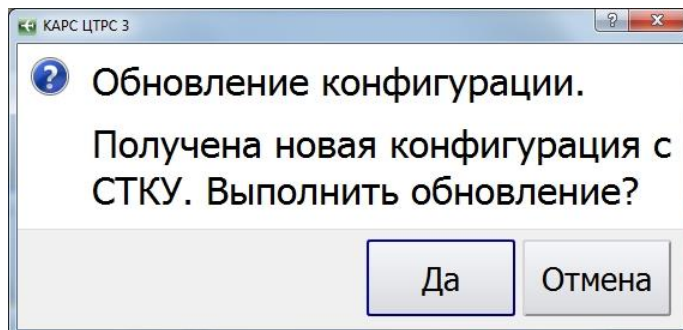 КАРС ЦТРС 3
?
Обновление конфигурации.
Получена новая конфигурация с
СТКУ. Выполнить обновление?
Да
Отмена